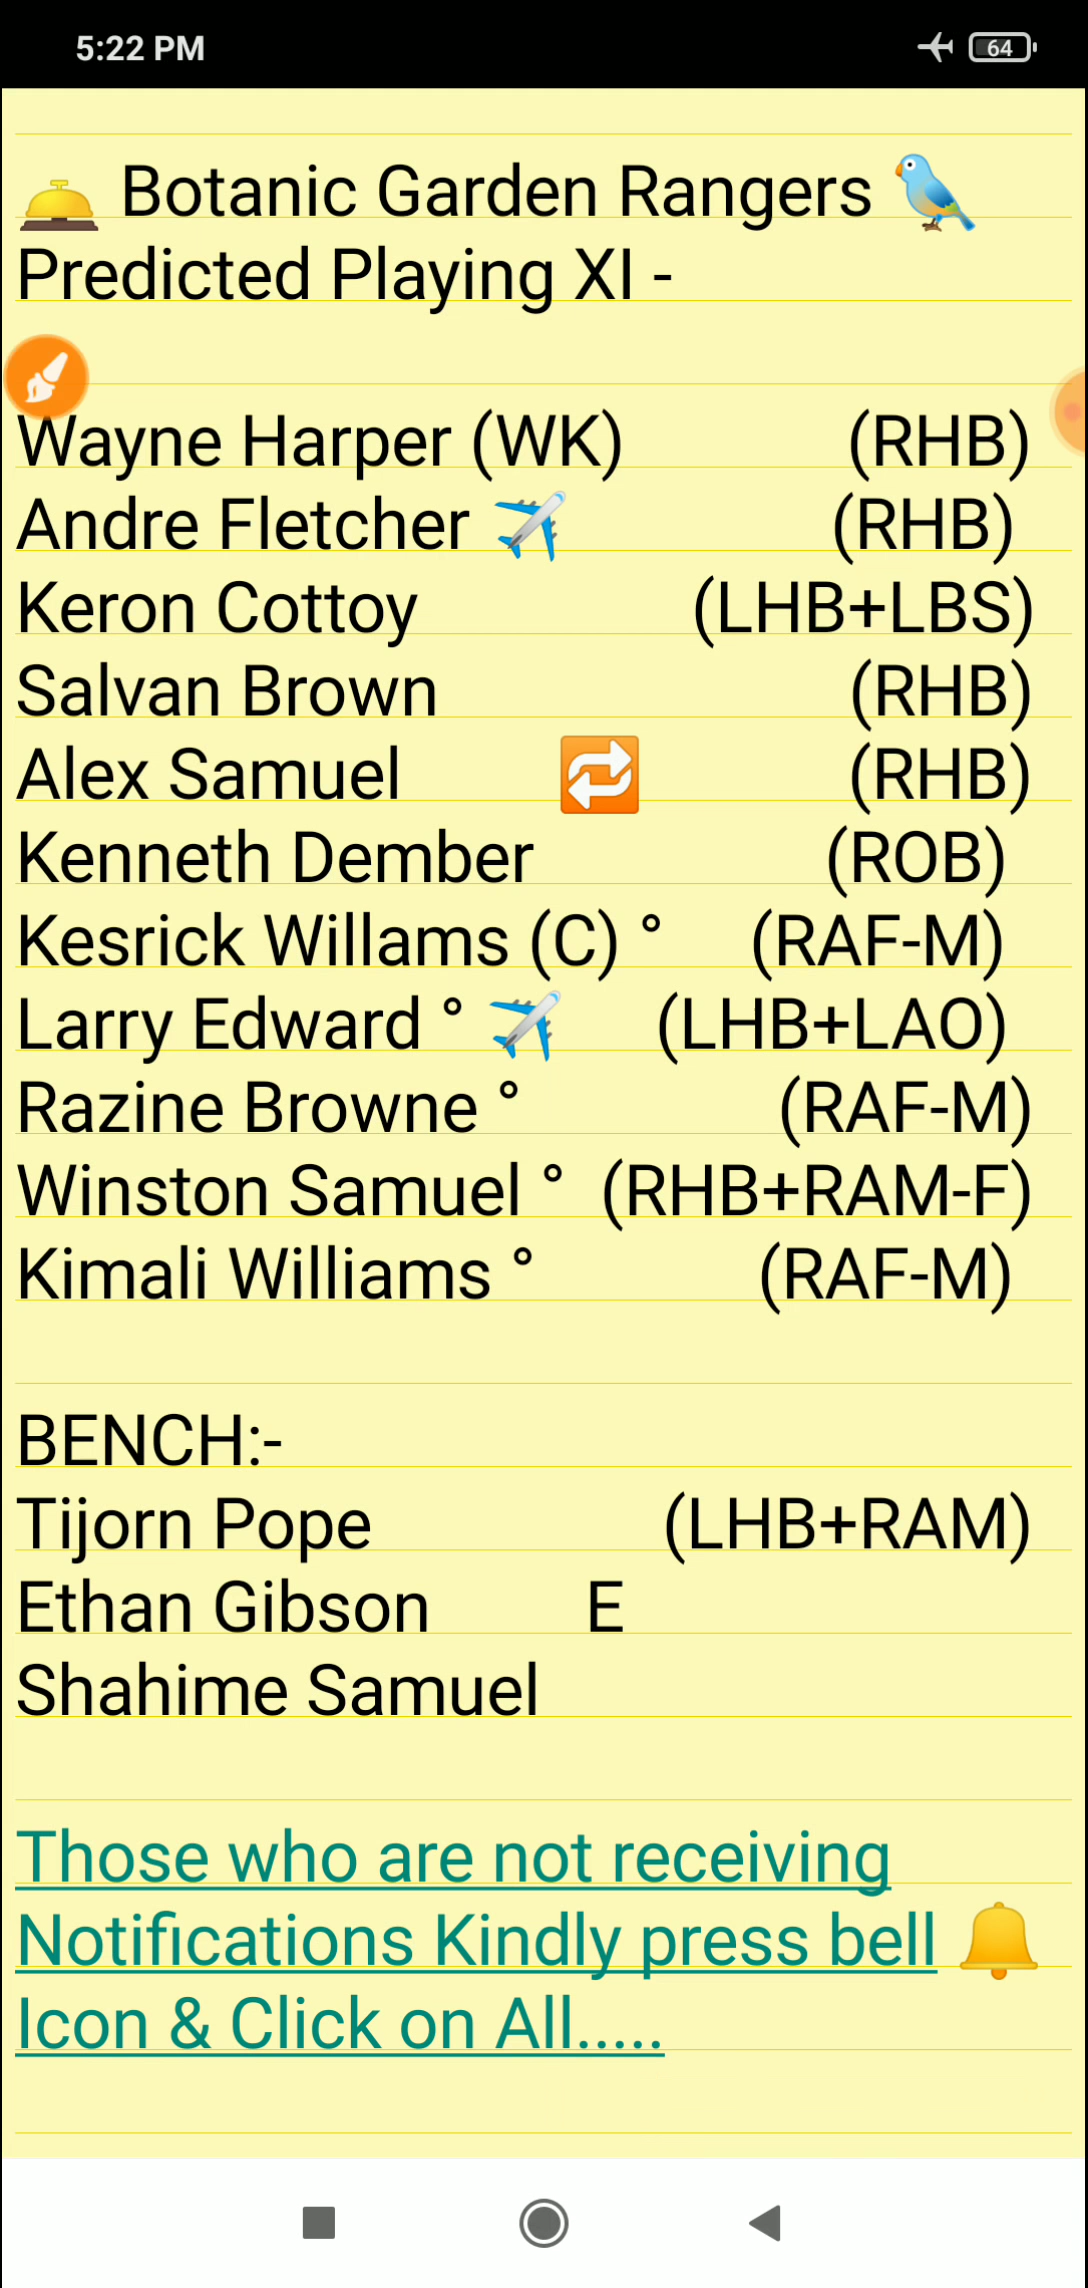 5:22 PM 64
🛎️ Botanic Garden Rangers 🐦
Predicted Playing XI -
Wayne Harper (WK) (RHB)
Andre Fletcher ✈️ (RHB)
Keron Cottoy (LHB+LBS)
Salvan Brown (RHB)
Alex Samuel 🔁 (RHB)
Kenneth Dember (ROB)
Kesrick Willams (C) ° (RAF-M)
Larry Edward ° ✈️ (LHB+LAO)
Razine Browne ° (RAF-M)
Winston Samuel ° (RHB+RAM-F)
Kimali Williams ° (RAF-M)
BENCH:-
Tijorn Pope (LHB+RAM)
Ethan Gibson E
Shahime Samuel
Those who are not receiving
Notifications Kindly press bell 🔔
Icon & Click on All.....